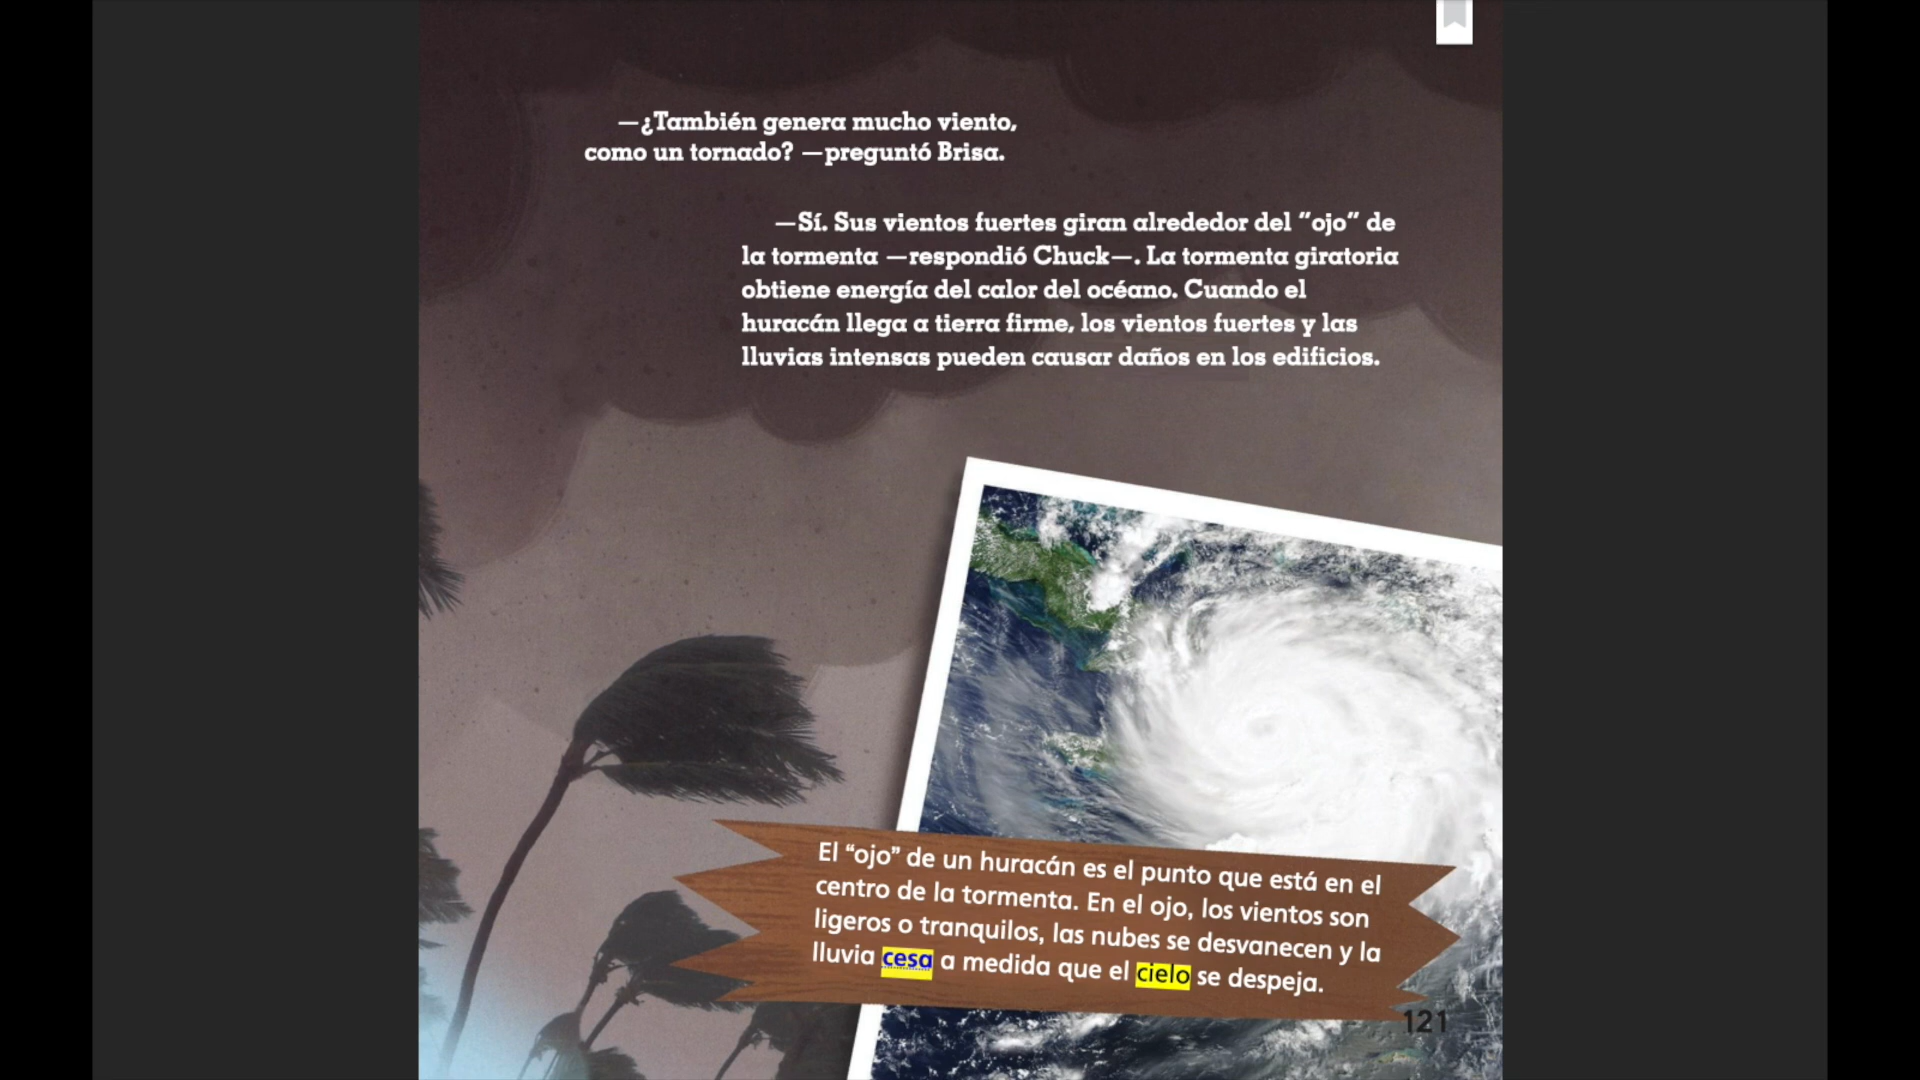 —¿También genera mucho viento,
como un tornado? —preguntó Brisa.
—Sí. Sus vientos fuertes giran alrededor del “ojo” de
la tormenta —respondió Chuck—. La tormenta giratoria
obtiene energía del calor del océano. Cuando el
huracán llega a tierra firme, los vientos fuertes y las
lluvias intensas pueden causar daños en los edificios.
El “ojo” de un huracán es el punto que está en el
centro de la tormenta. En el ojo, los vientos son
ligeros o tranquilos, las nubes se desvanecen y la
lluvia cesa a medida que el cielo se despeja.
121